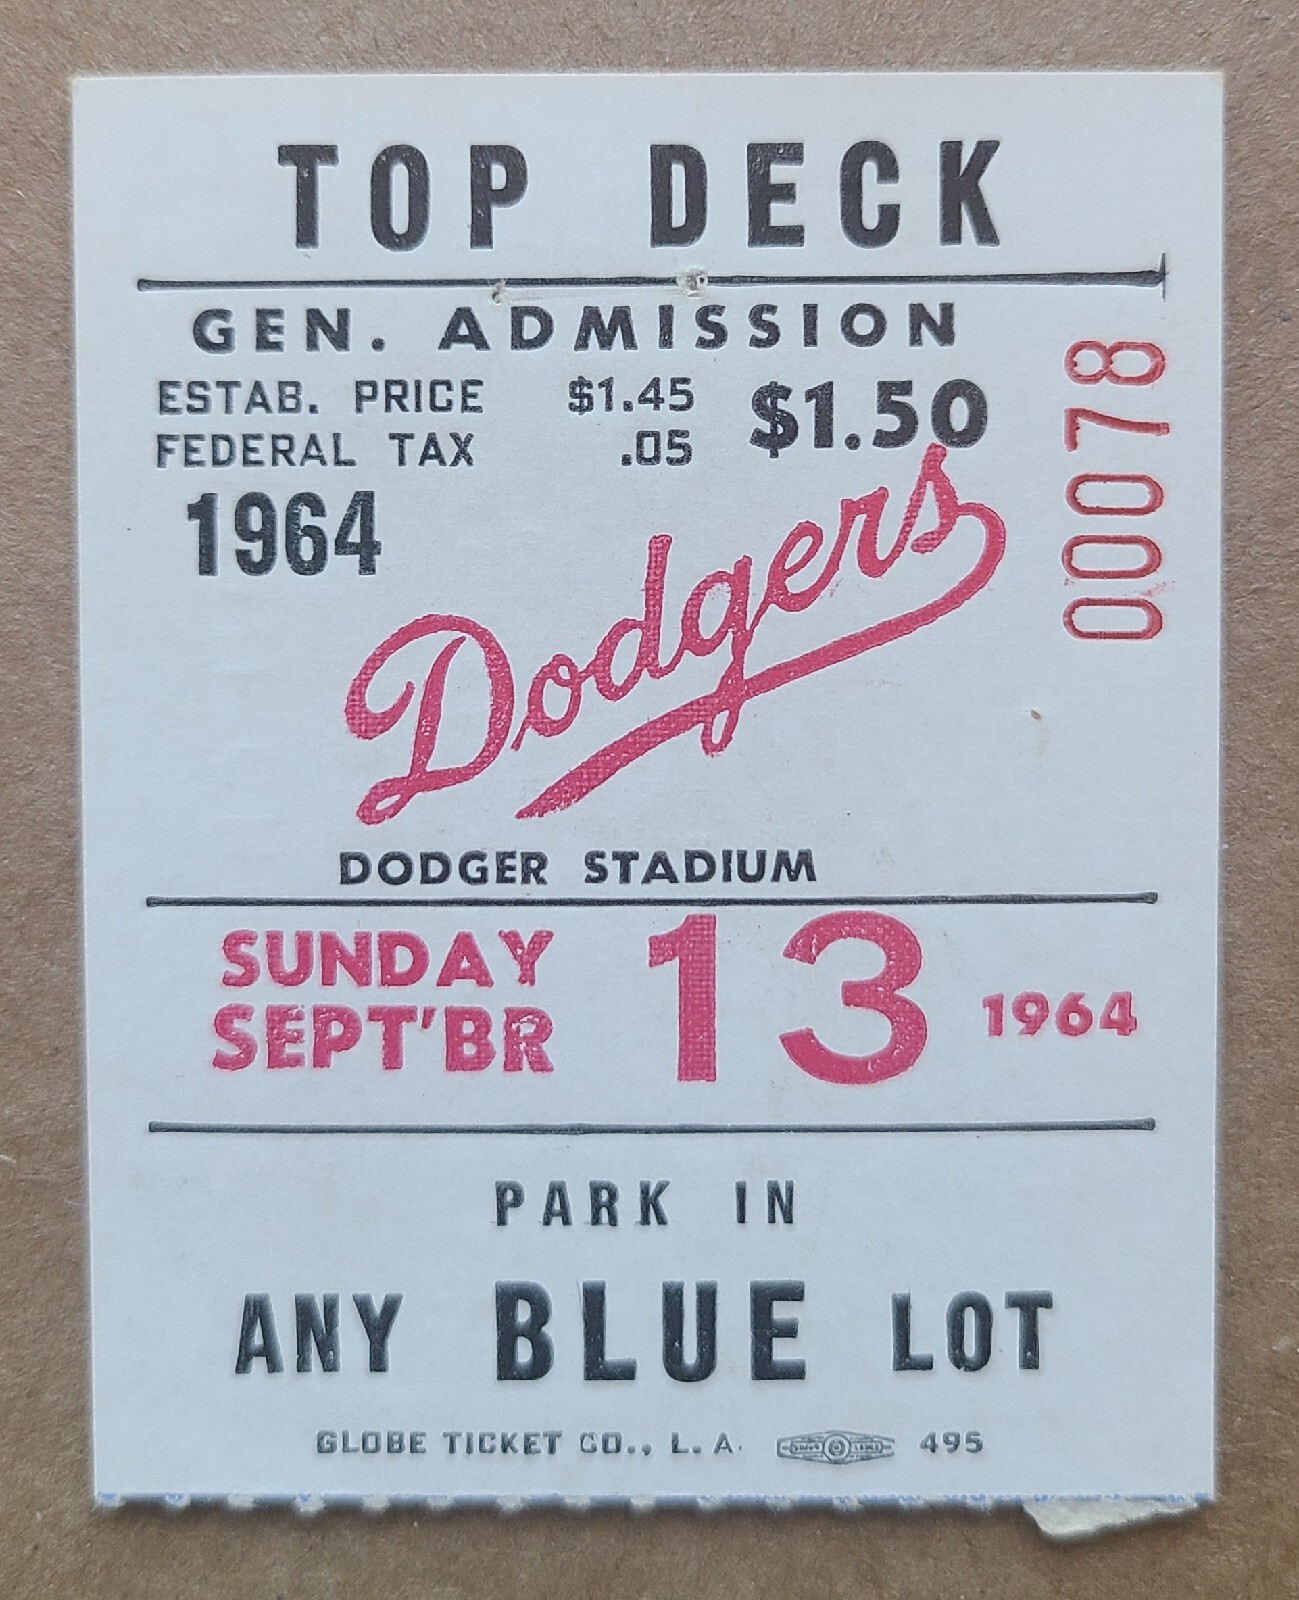 TOP DECK
GEN. ADMISSION
ESTAB. PRICE $1.45
FEDERAL TAX .05
$1.50
00078
1964
Dodgers
DODGER STADIUM
SUNDAY
SEPT'BR
13
1964
PARK IN
ANY BLUE LOT
GLOBE TICKET CO., L. A. 495